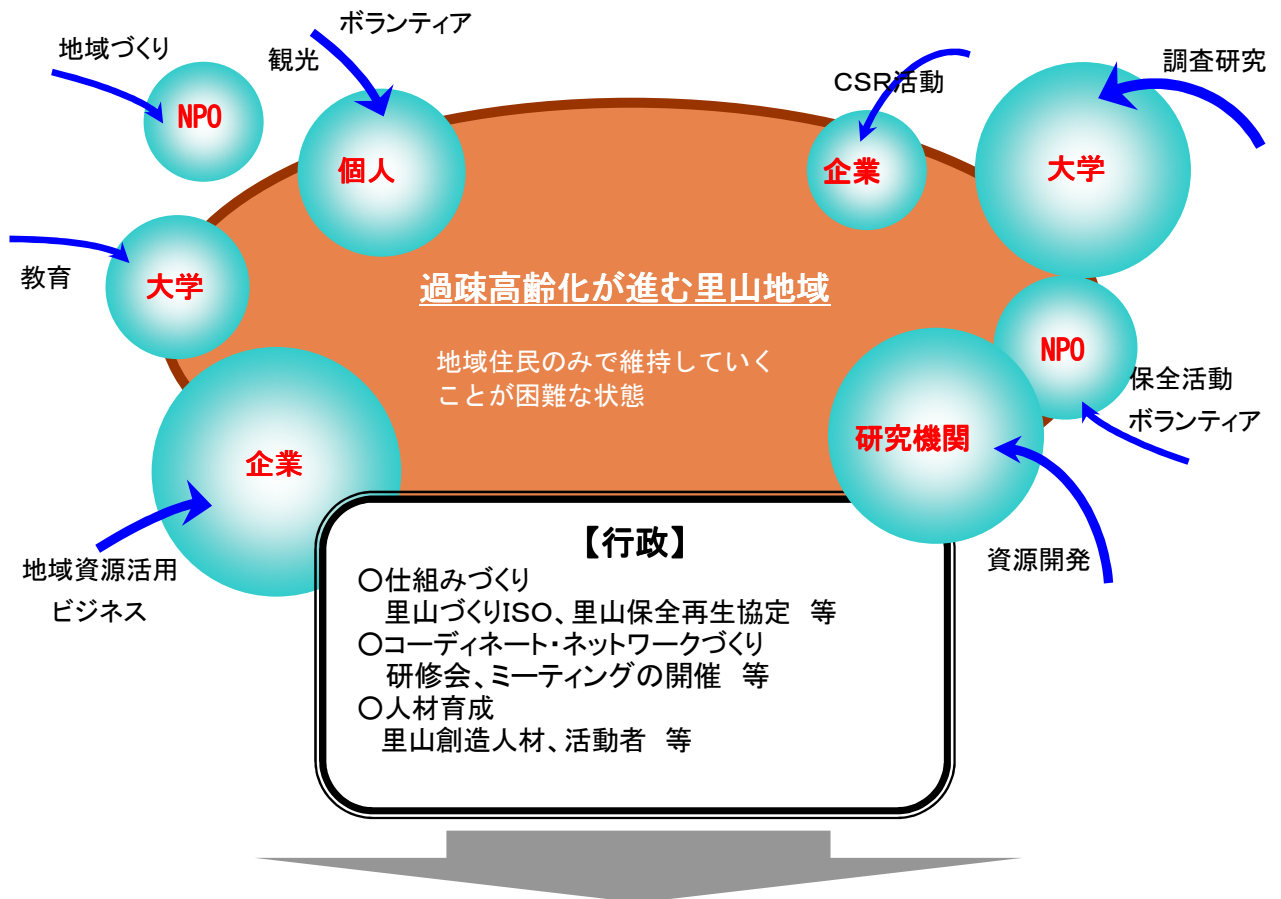 ボランティア
地域づくり
観光
NPO
個人
CSR活動
調査研究
企業
大学
教育
大学
過疎高齢化が進む里山地域
地域住民のみで維持していく
ことが困難な状態
NPO
保全活動
ボランティア
研究機関
企業
資源開発
地域資源活用
ビジネス
【行政】
○仕組みづくり
里山づくりISO、里山保全再生協定　等
○コーディネート・ネットワークづくり
研修会、ミーティングの開催　等
○人材育成
里山創造人材、活動者　等